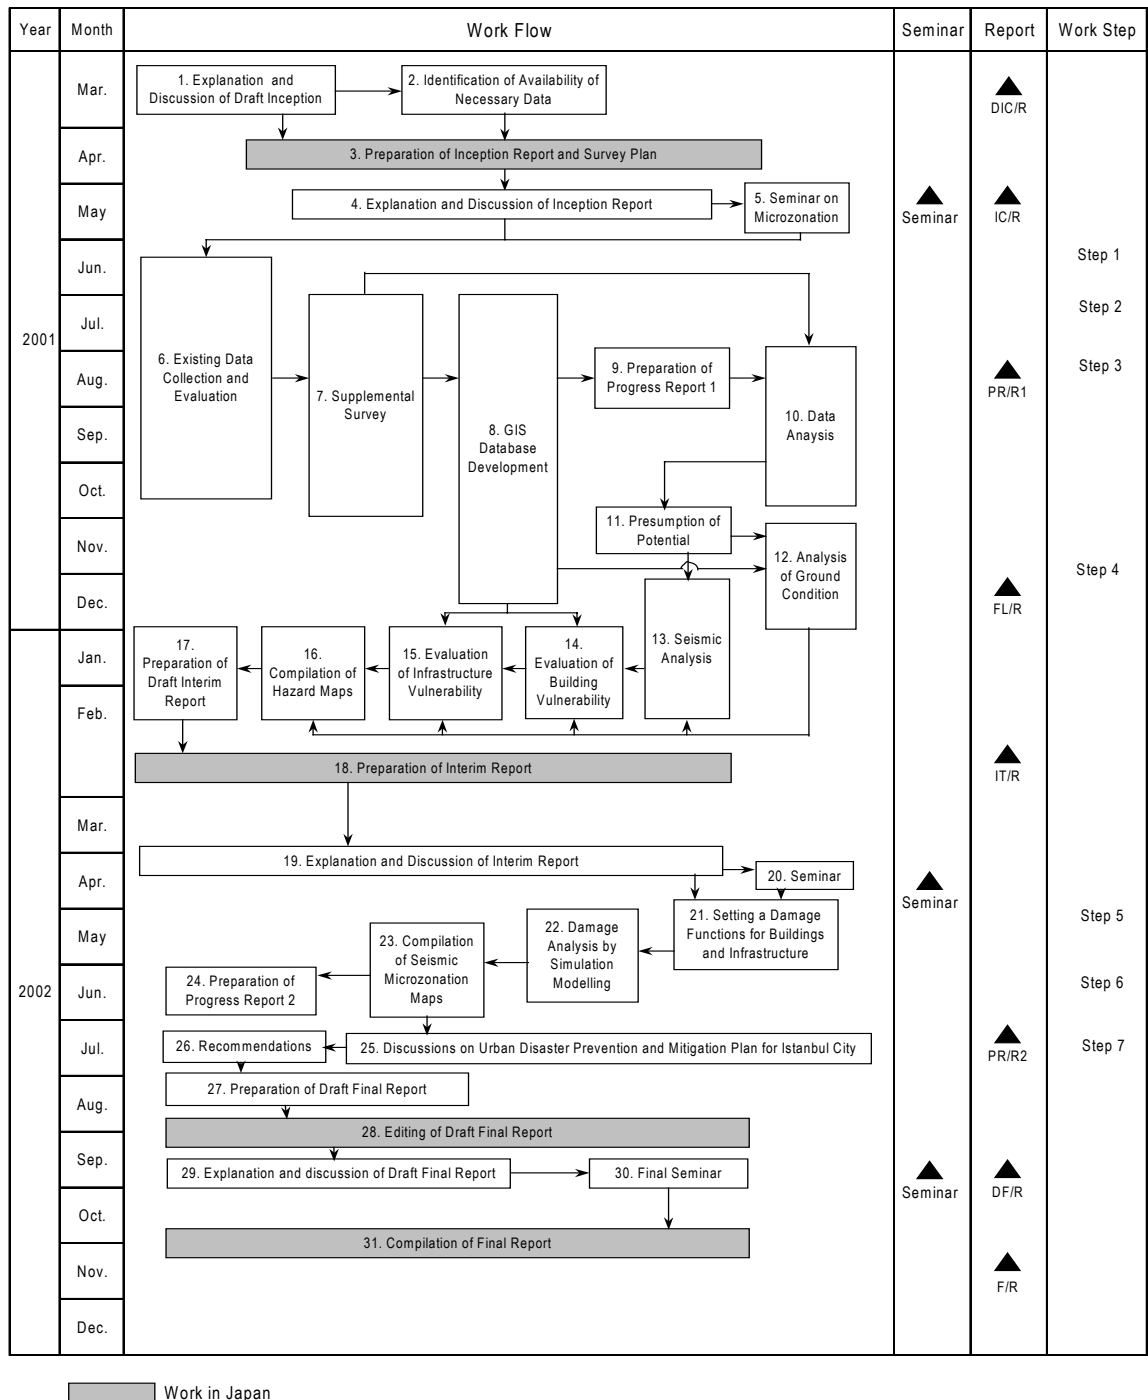 Year
Month
Work Flow
Seminar
Report
Work Step
2001
Mar.
1. Explanation and
Discussion of Draft Inception
2. Identification of Availability of
Necessary Data
DIC/R
Apr.
3. Preparation of Inception Report and Survey Plan
May
4. Explanation and Discussion of Inception Report
5. Seminar on
Microzonation
Seminar
IC/R
Jun.
Step 1
Jul.
Step 2
Aug.
6. Existing Data
Collection and
Evaluation
7. Supplemental
Survey
8. GIS
Database
Development
9. Preparation of
Progress Report 1
10. Data
Anaysis
PR/R1
Step 3
Sep.
Oct.
11. Presumption of
Potential
Nov.
12. Analysis
of Ground
Condition
Step 4
Dec.
FL/R
2002
Jan.
17.
Preparation of
Draft Interim
Report
16.
Compilation of
Hazard Maps
15. Evaluation
of Infrastructure
Vulnerability
14.
Evaluation of
Building
Vulnerability
13. Seismic
Analysis
Feb.
18. Preparation of Interim Report
IT/R
Mar.
19. Explanation and Discussion of Interim Report
Apr.
20. Seminar
Seminar
May
21. Setting a Damage
Functions for Buildings
and Infrastructure
22. Damage
Analysis by
Simulation
Modelling
23. Compilation
of Seismic
Microzonation
Maps
Step 5
Jun.
24. Preparation of
Progress Report 2
Step 6
Jul.
26. Recommendations
25. Discussions on Urban Disaster Prevention and Mitigation Plan for Istanbul City
PR/R2
Step 7
27. Preparation of Draft Final Report
Aug.
28. Editing of Draft Final Report
Sep.
29. Explanation and discussion of Draft Final Report
30. Final Seminar
Seminar
DF/R
Oct.
31. Compilation of Final Report
Nov.
F/R
Dec.
Work in Japan